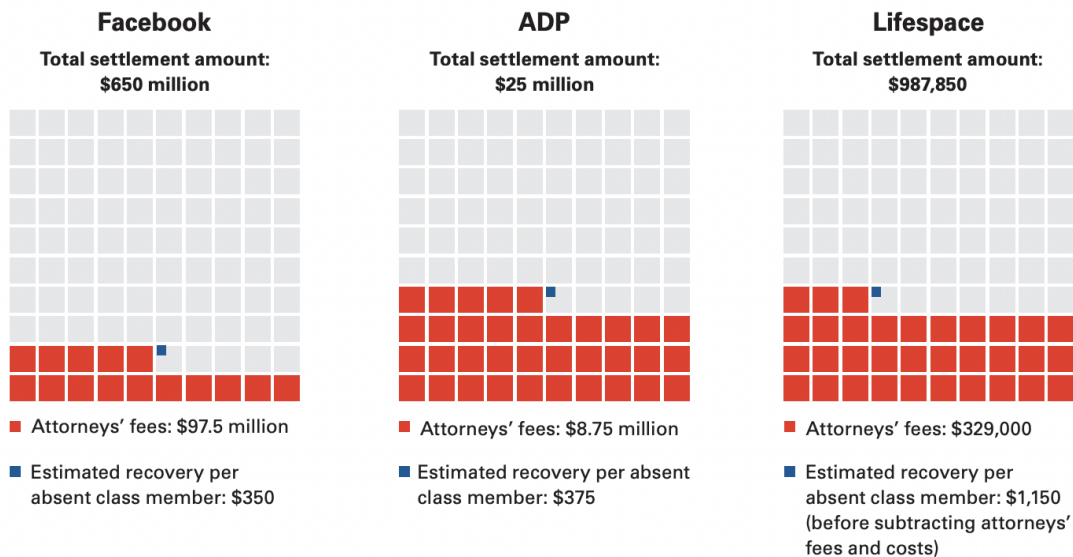 Facebook
Total settlement amount:
$650 million
Attorneys’ fees: $97.5 million
Estimated recovery per
absent class member: $350
ADP
Total settlement amount:
$25 million
Attorneys’ fees: $8.75 million
Estimated recovery per absent
class member: $375
Lifespace
Total settlement amount:
$987,850
Attorneys’ fees: $329,000
Estimated recovery per
absent class member: $1,150
(before subtracting attorneys’
fees and costs)